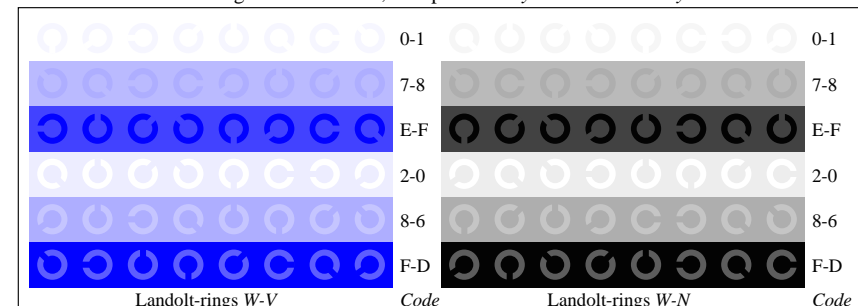 0-1 0-1
7-8 7-8
E-F E-F
2-0 2-0
8-6 8-6
F-D F-D
Landolt-rings W-V Code Landolt-rings W-N Code